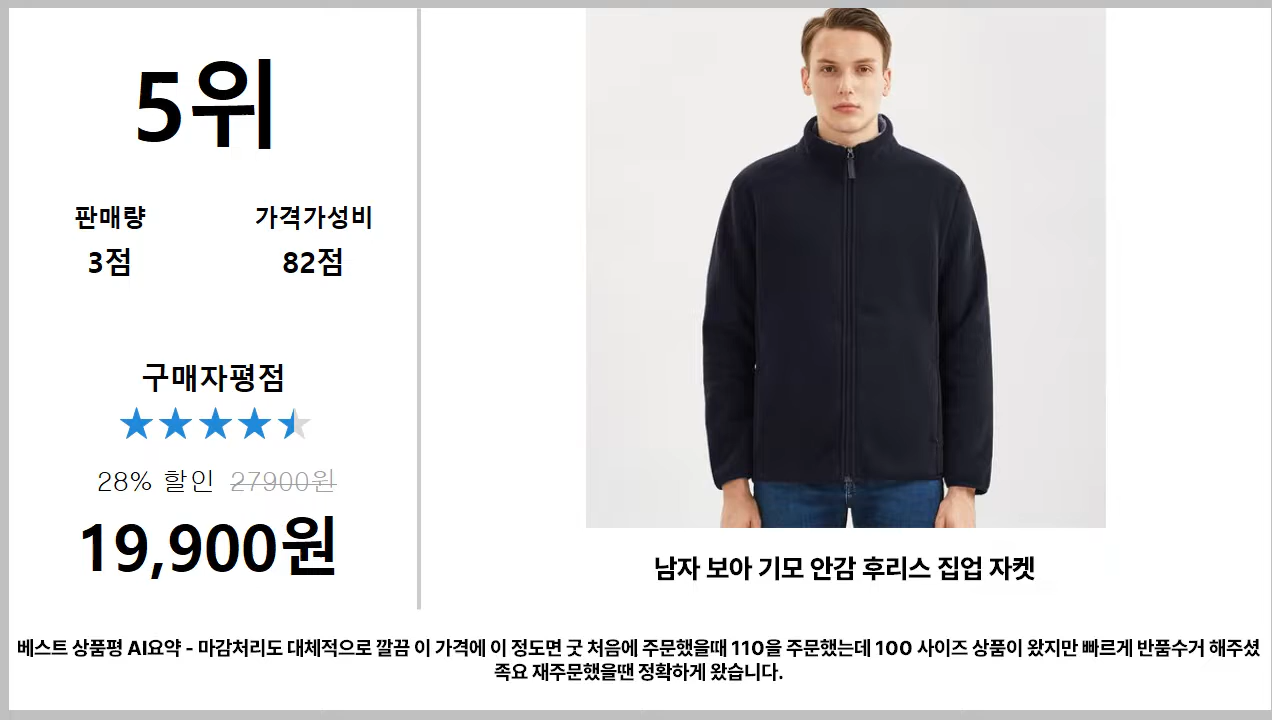 5위
판매량
가격가성비
3점
82점
구매자평점
28% 할인 27900원
19,900원
남자 보아 기모 안감 후리스 집업 자켓
베스트 상품평 AI요약 - 마감처리도 대체적으로 깔끔 이 가격에 이 정도면 굿 처음에 주문했을때 110을 주문했는데 100 사이즈 상품이 왔지만 빠르게 반품수거 해주셨
족요 재주문했을땐 정확하게 왔습니다.